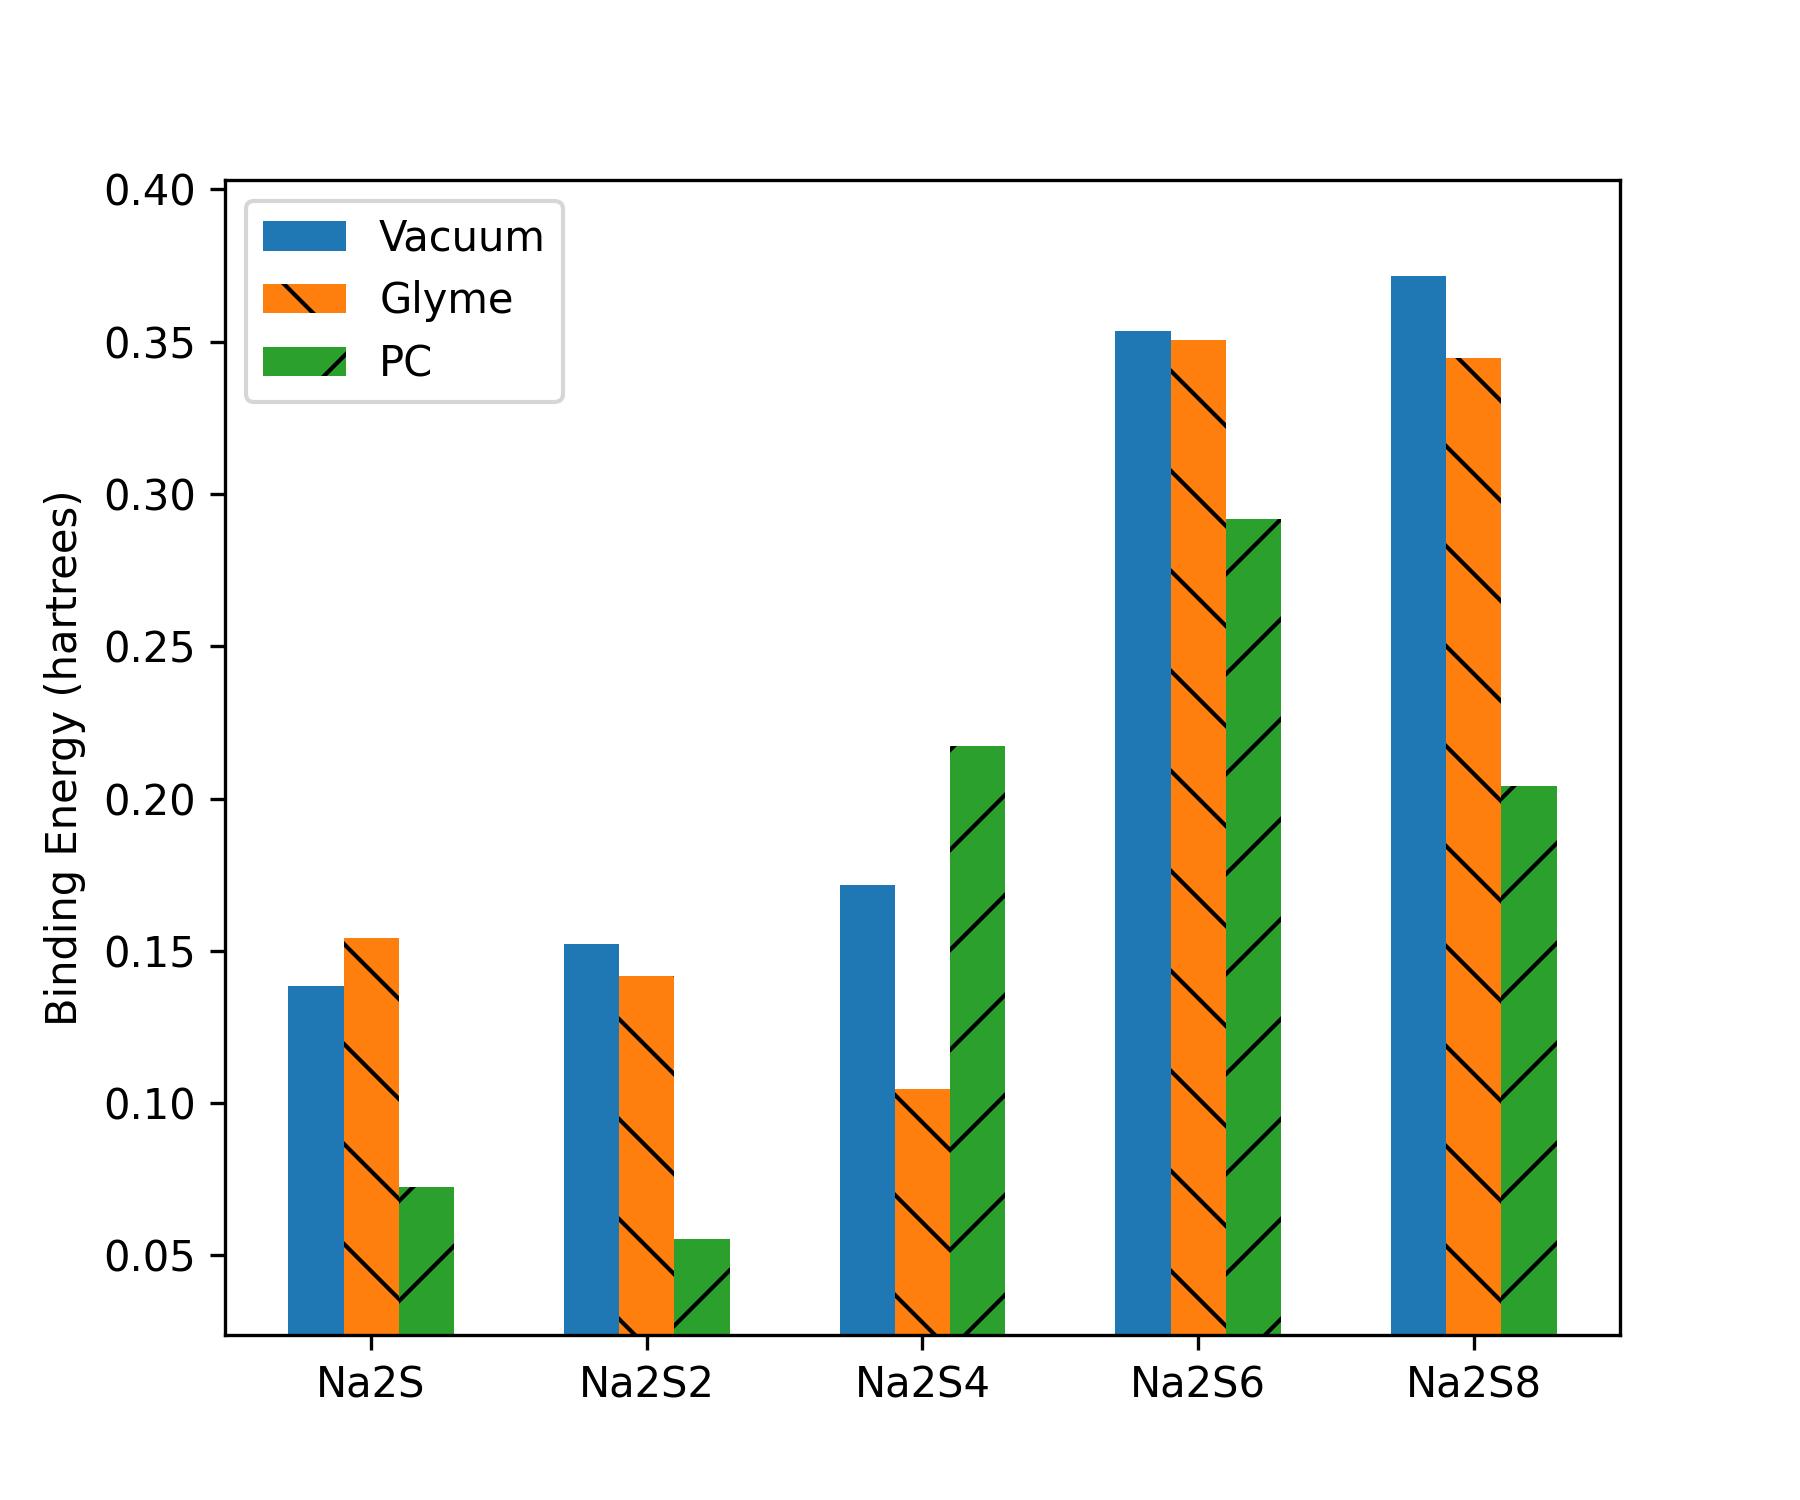 0.40
0.35
0.30
0.25
0.20
0.15
0.10
0.05
Binding Energy (hartrees)
Vacuum
Glyme
PC
Na2S
Na2S2
Na2S4
Na2S6
Na2S8